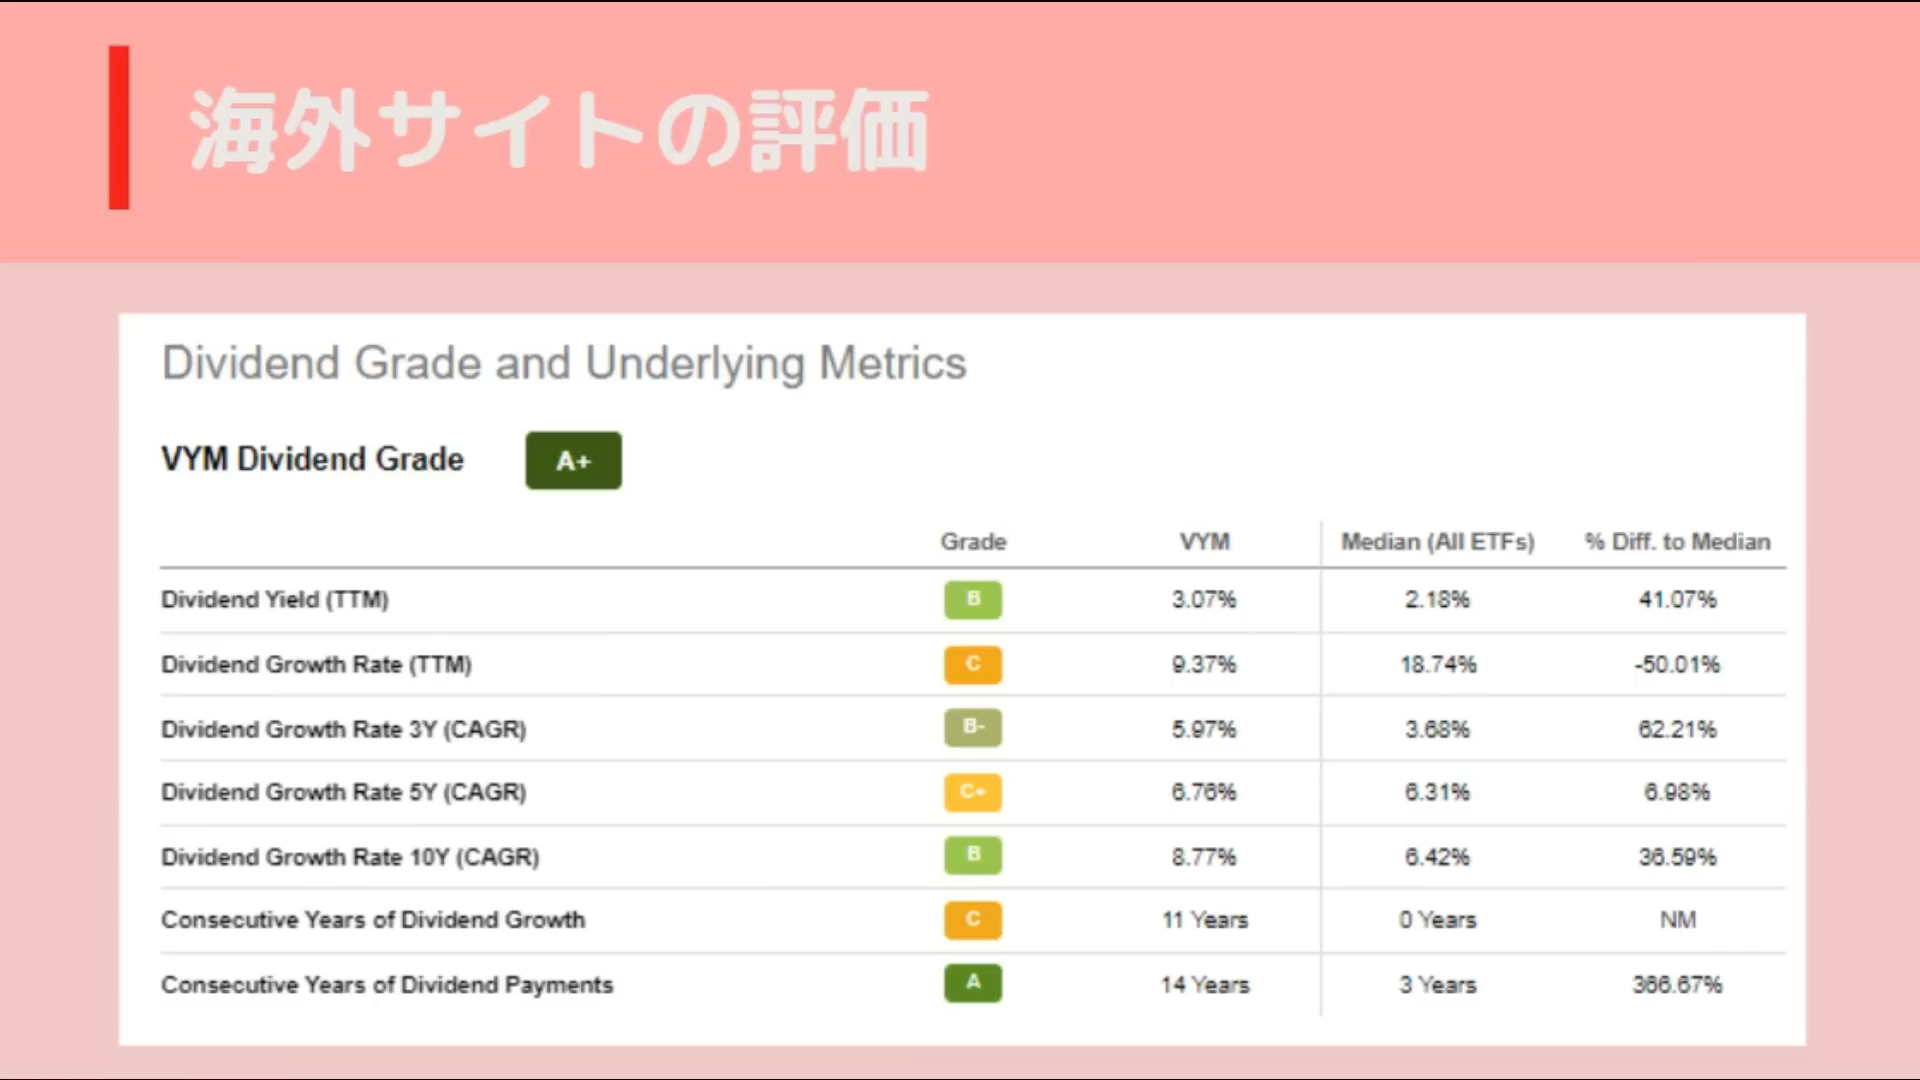 海外サイトの評価
Dividend Grade and Underlying Metrics
VYM Dividend Grade A+
Grade VYM Median (All ETFs) % Diff. to Median
Dividend Yield (TTM) B 3.07% 2.18% 41.07%
Dividend Growth Rate (TTM) C 9.37% 18.74% -50.01%
Dividend Growth Rate 3Y (CAGR) B- 5.97% 3.68% 62.21%
Dividend Growth Rate 5Y (CAGR) C+ 6.76% 6.31% 6.98%
Dividend Growth Rate 10Y (CAGR) B 8.77% 6.42% 36.59%
Consecutive Years of Dividend Growth C 11 Years 0 Years NM
Consecutive Years of Dividend Payments A 14 Years 3 Years 366.67%